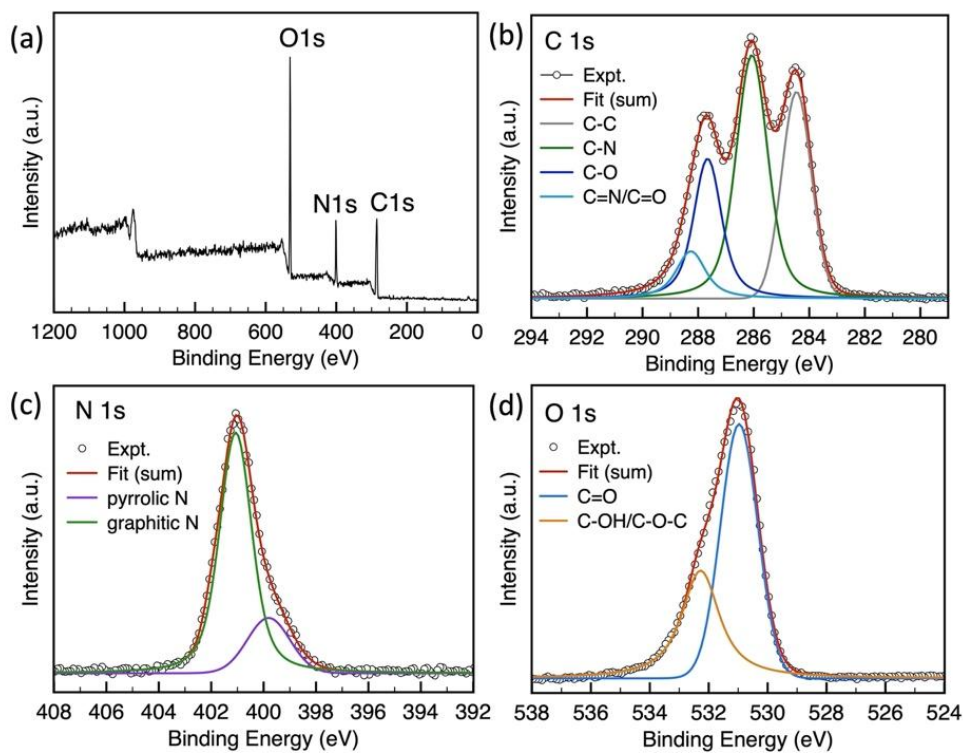 (a)
O1s
N1s
C1s
Intensity (a.u.)
1200
1000
800
600
400
200
0
Binding Energy (eV)
(b)
C 1s
Expt.
Fit (sum)
C-C
C-N
C-O
C=N/C=O
Intensity (a.u.)
294
292
290
288
286
284
282
280
Binding Energy (eV)
(c)
N 1s
Expt.
Fit (sum)
pyrrolic N
graphitic N
Intensity (a.u.)
408
406
404
402
400
398
396
394
392
Binding Energy (eV)
(d)
O 1s
Expt.
Fit (sum)
C=O
C-OH/C-O-C
Intensity (a.u.)
538
536
534
532
530
528
526
524
Binding Energy (eV)